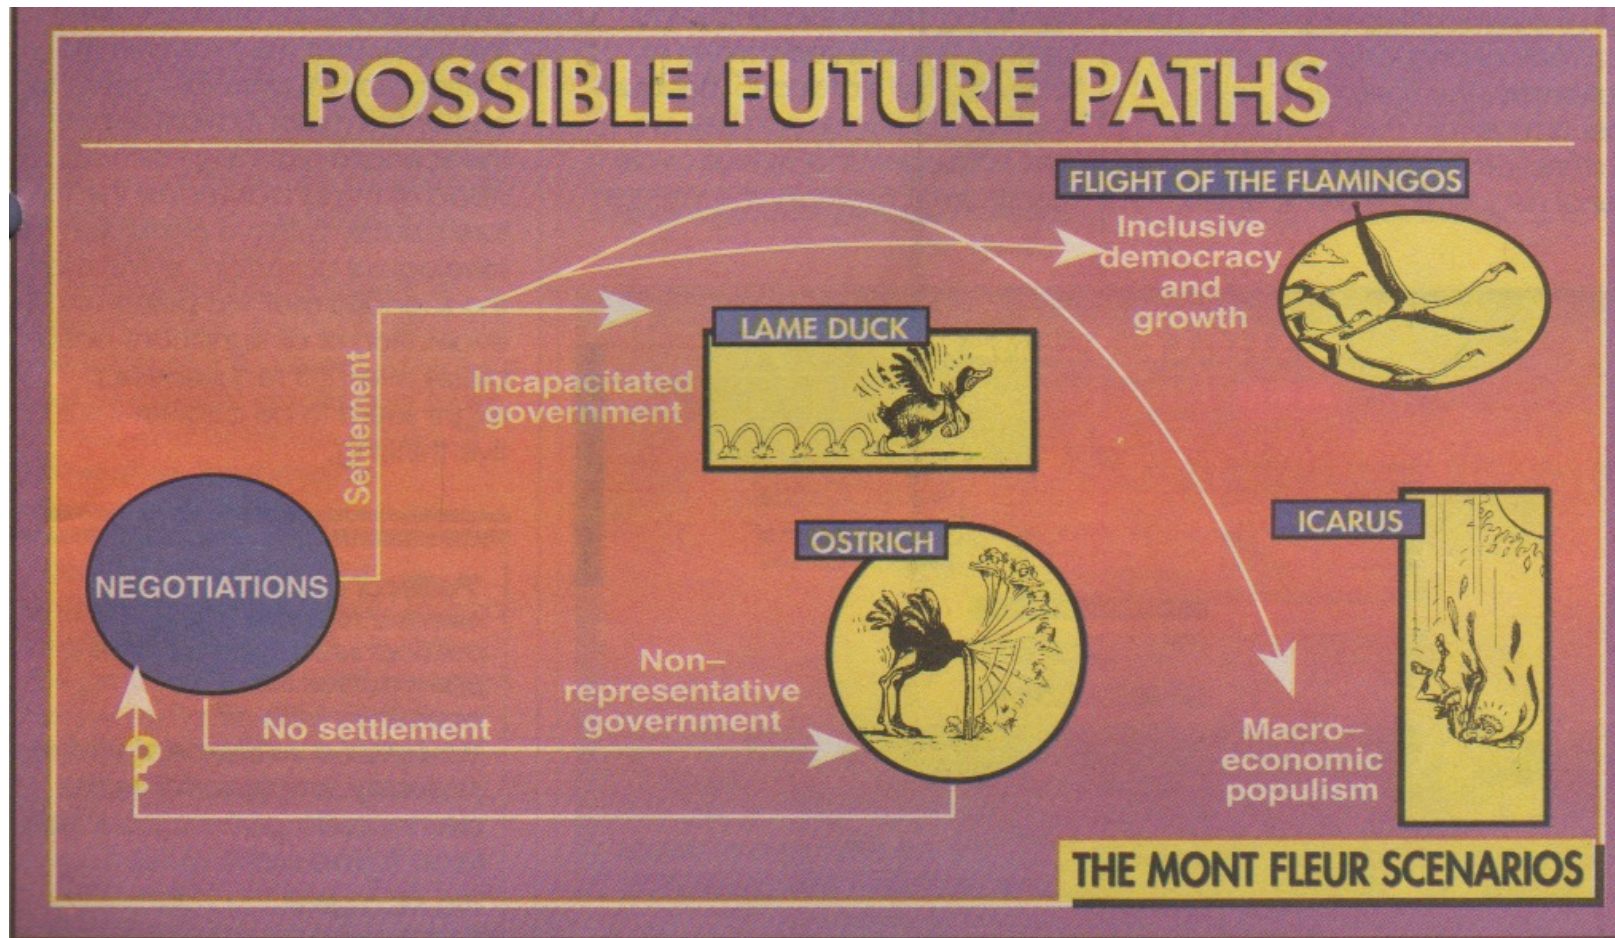 POSSIBLE FUTURE PATHS
FLIGHT OF THE FLAMINGOS
Inclusive
democracy
and
growth
LAME DUCK
Incapacitated
government
Settlement
ICARUS
OSTRICH
NEGOTIATIONS
Non–
representative
government
No settlement
?
Macro–
economic
populism
THE MONT FLEUR SCENARIOS